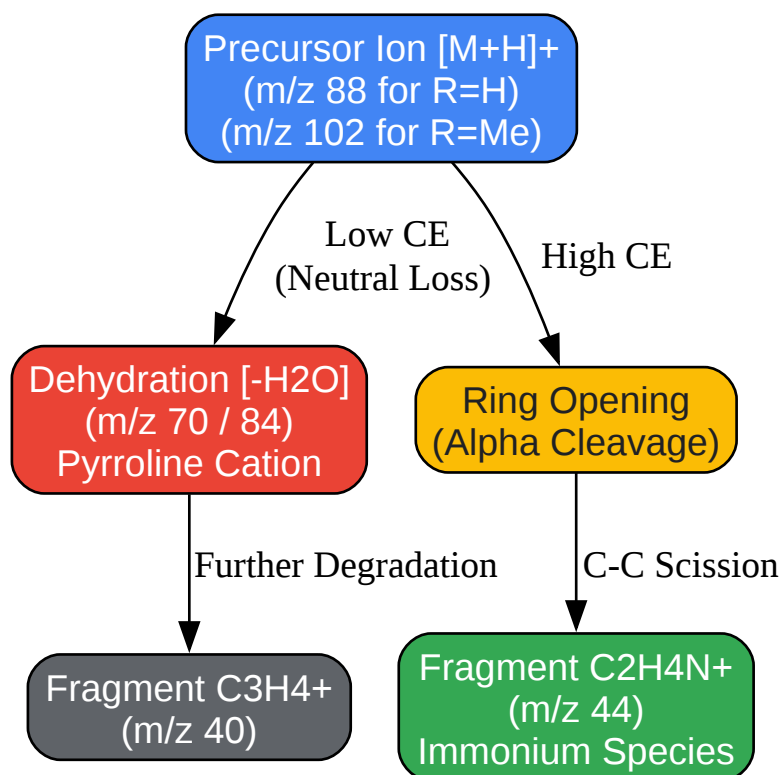 Precursor Ion [M+H]+
(m/z 88 for R=H)
(m/z 102 for R=Me)
Low CE
(Neutral Loss)
High CE
Dehydration [-H2O]
(m/z 70 / 84)
Pyrroline Cation
Ring Opening
(Alpha Cleavage)
Further Degradation
C-C Scission
Fragment C3H4+
(m/z 40)
Fragment C2H4N+
(m/z 44)
Immonium Species